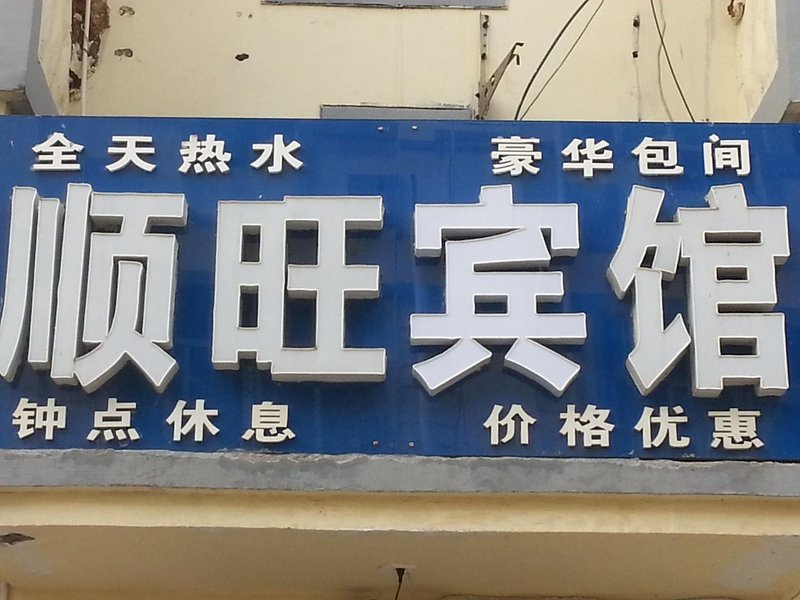 全天热水 豪华包间
顺旺宾馆
钟点休息 价格优惠